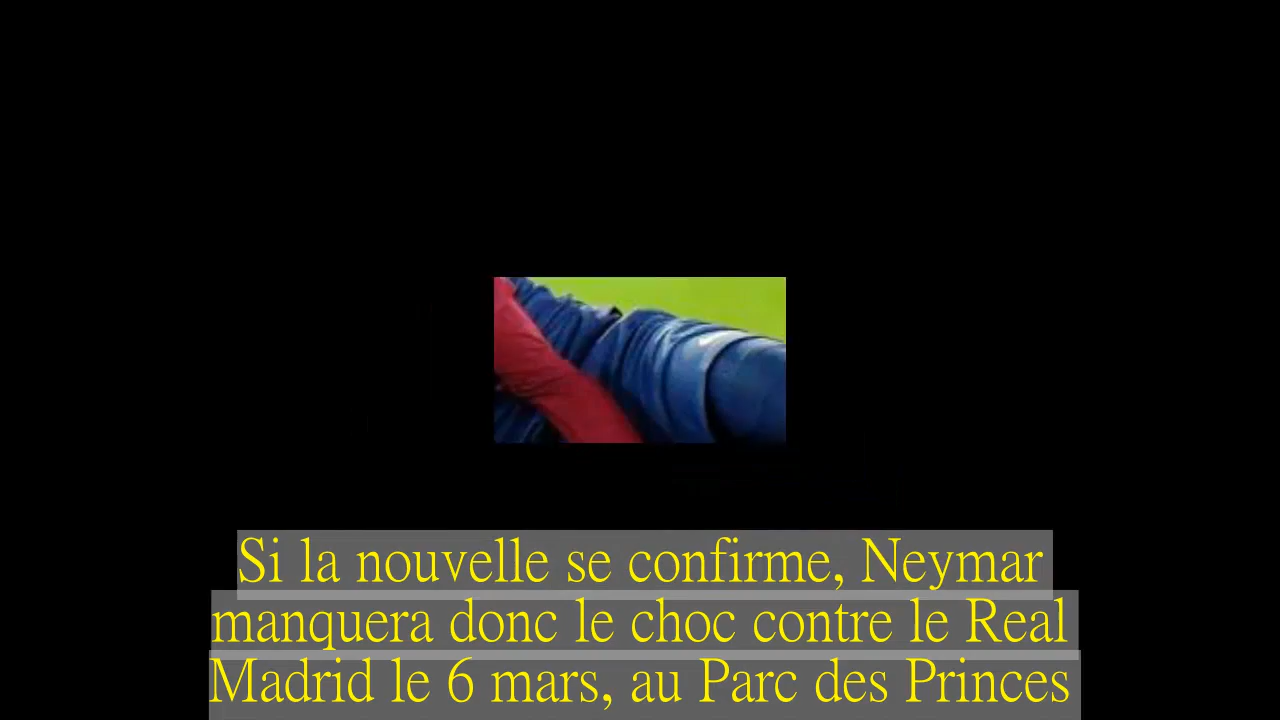 Si la nouvelle se confirme, Neymar
manquera donc le choc contre le Real
Madrid le 6 mars, au Parc des Princes